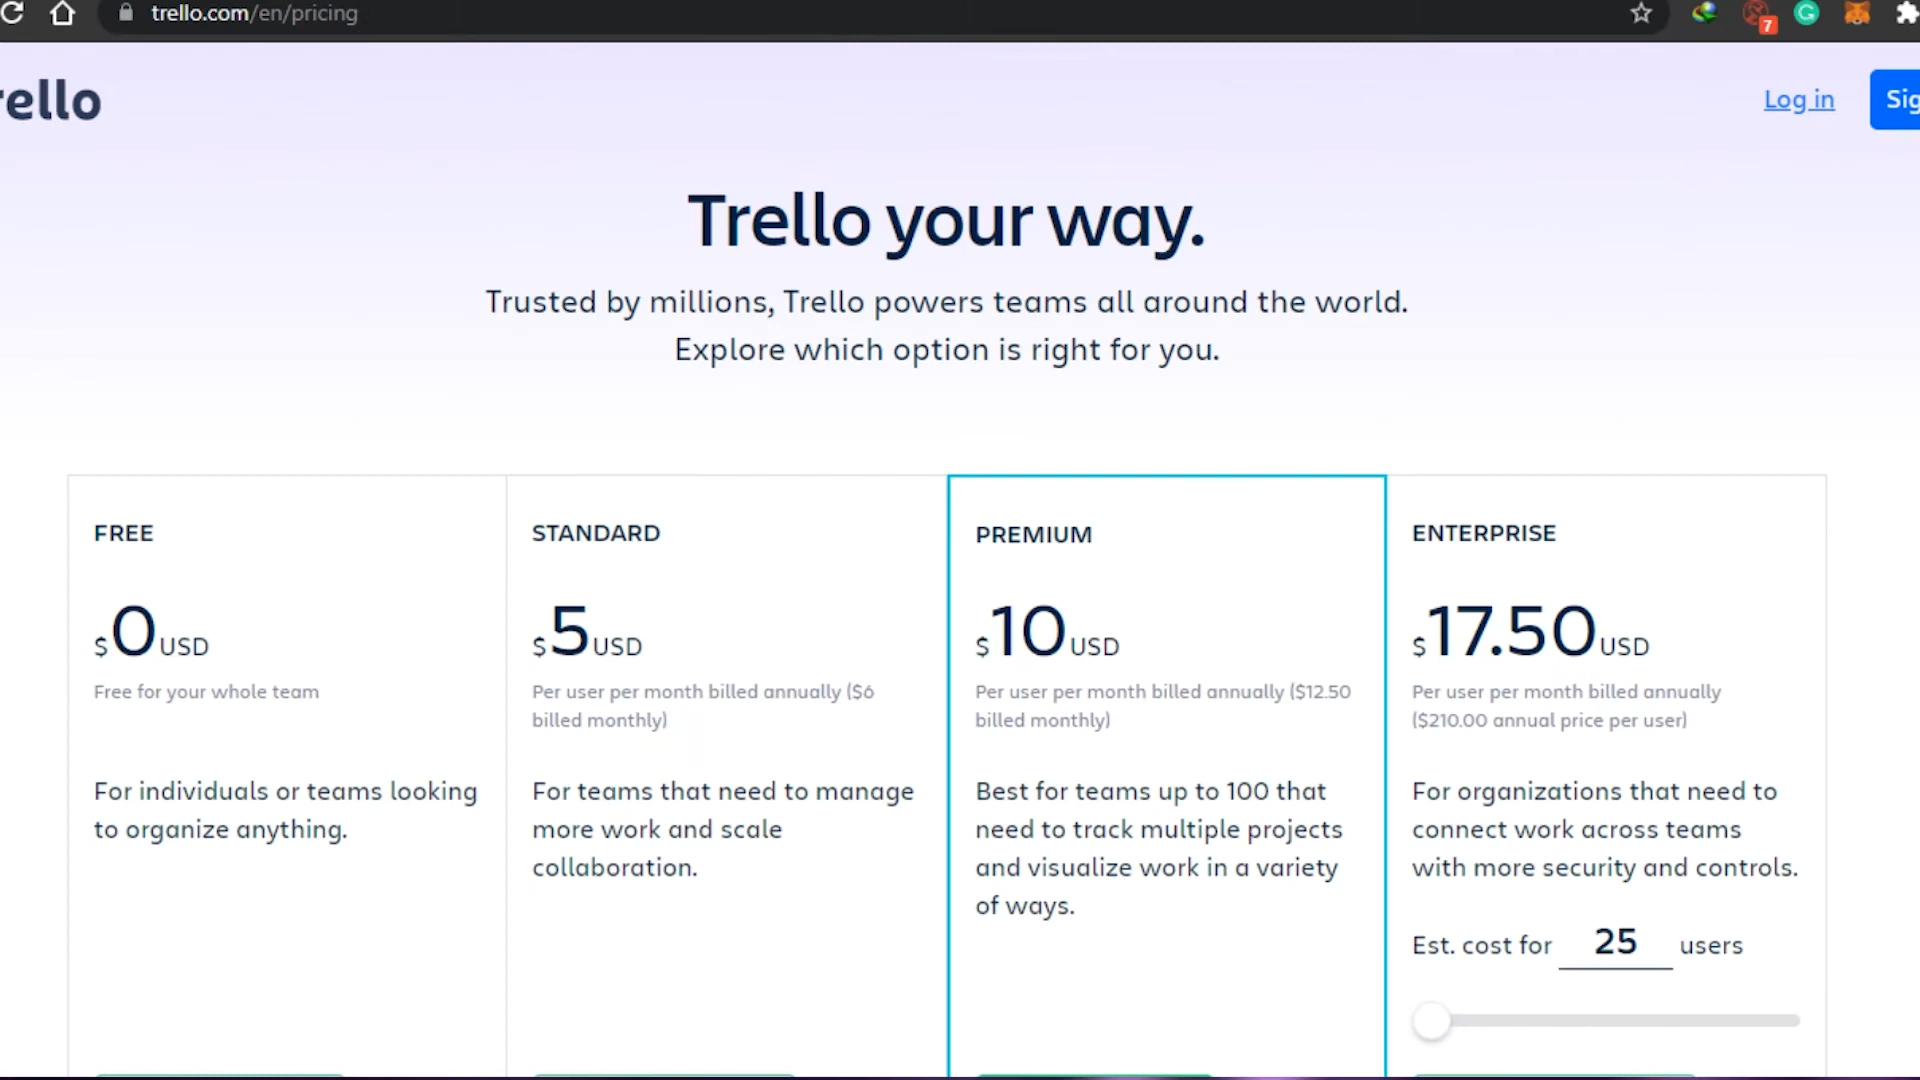 trello.com/en/pricing
7
rello
Log in
Sig
Trello your way.
Trusted by millions, Trello powers teams all around the world.
Explore which option is right for you.
FREE
$0USD
Free for your whole team
For individuals or teams looking
to organize anything.
STANDARD
$5USD
Per user per month billed annually ($6
billed monthly)
For teams that need to manage
more work and scale
collaboration.
PREMIUM
$10USD
Per user per month billed annually ($12.50
billed monthly)
Best for teams up to 100 that
need to track multiple projects
and visualize work in a variety
of ways.
ENTERPRISE
$17.50USD
Per user per month billed annually
($210.00 annual price per user)
For organizations that need to
connect work across teams
with more security and controls.
Est. cost for 25 users